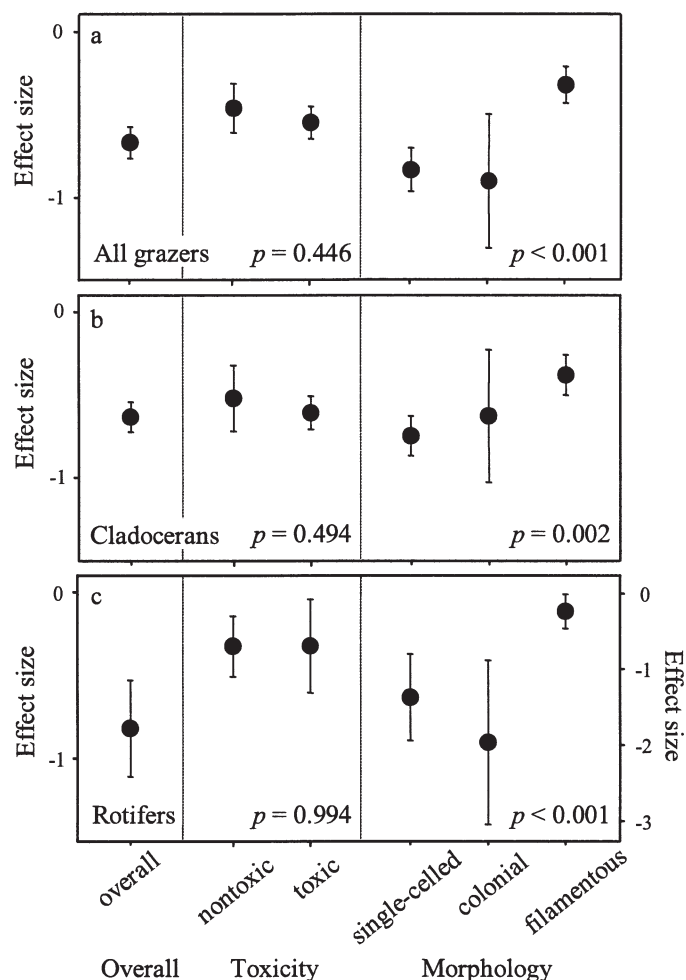 a
0
Effect size
-1
All grazers
p = 0.446
p < 0.001
b
0
Effect size
-1
Cladocerans
p = 0.494
p = 0.002
c
0
Effect size
-1
Rotifers
p = 0.994
p < 0.001
0
-1
-2
-3
Effect size
overall
nontoxic
toxic
single-celled
colonial
filamentous
Overall
Toxicity
Morphology